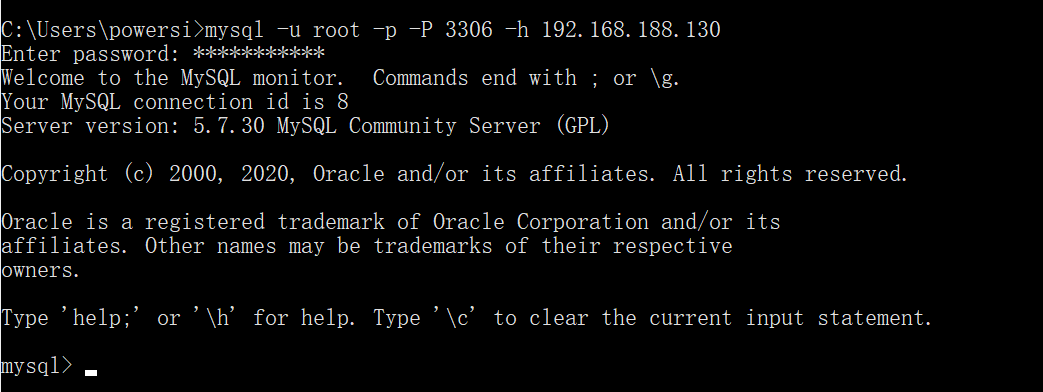 C:\Users\powersi>mysql -u root -p -P 3306 -h 192.168.188.130
Enter password: ***********
Welcome to the MySQL monitor.  Commands end with ; or \g.
Your MySQL connection id is 8
Server version: 5.7.30 MySQL Community Server (GPL)

Copyright (c) 2000, 2020, Oracle and/or its affiliates. All rights reserved.

Oracle is a registered trademark of Oracle Corporation and/or its
affiliates. Other names may be trademarks of their respective
owners.

Type 'help;' or '\h' for help. Type '\c' to clear the current input statement.

mysql>